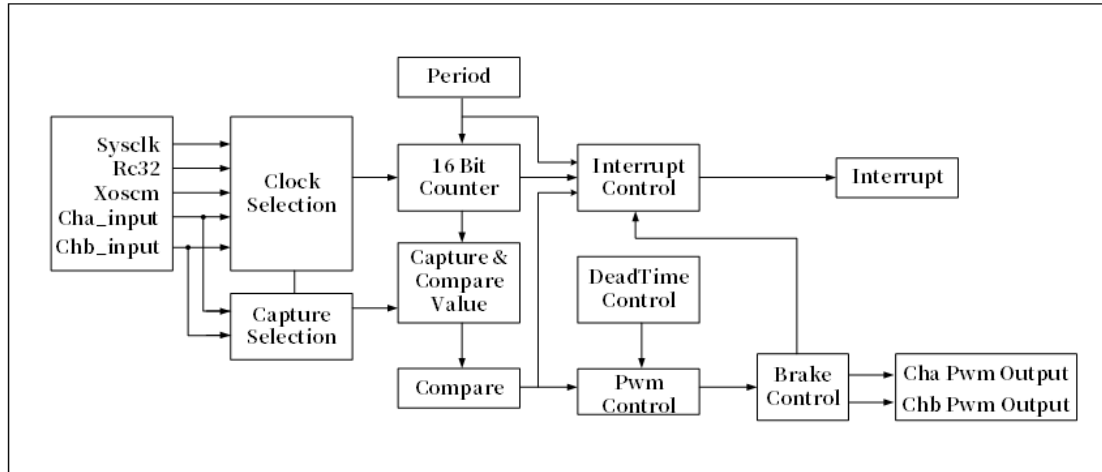 Period
Sysclk
Rc32
Xoscm
Cha_input
Chb_input
Clock
Selection
16 Bit
Counter
Interrupt
Control
Interrupt
Capture &
Compare
Value
DeadTime
Control
Capture
Selection
Compare
Pwm
Control
Brake
Control
Cha Pwm Output
Chb Pwm Output